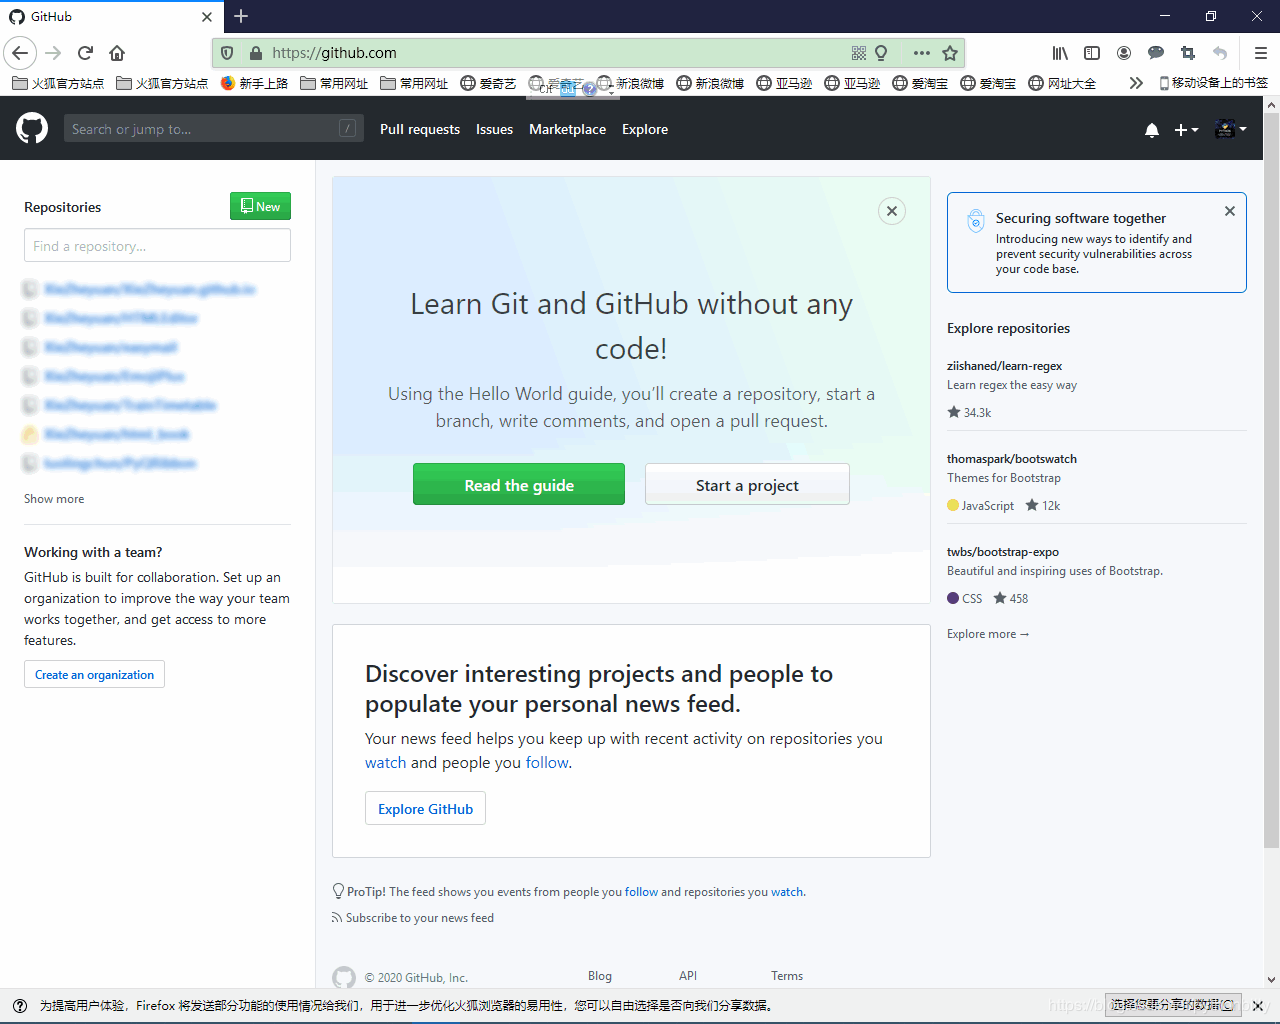 GitHub
https://github.com
火狐官方站点
火狐官方站点
新手上路
常用网址
常用网址
爱奇艺
爱奇艺
新浪微博
新浪微博
亚马逊
亚马逊
爱淘宝
爱淘宝
网址大全
移动设备上的书签
CH
Search or jump to...
/
Pull requests
Issues
Marketplace
Explore
Repositories
New
Find a repository...
Show more
Working with a team?
GitHub is built for collaboration. Set up an
organization to improve the way your team
works together, and get access to more
features.
Create an organization
Learn Git and GitHub without any
code!
Using the Hello World guide, you’ll create a repository, start a
branch, write comments, and open a pull request.
Read the guide
Start a project
Discover interesting projects and people to
populate your personal news feed.
Your news feed helps you keep up with recent activity on repositories you
watch and people you follow.
Explore GitHub
ProTip! The feed shows you events from people you follow and repositories you watch.
Subscribe to your news feed
© 2020 GitHub, Inc.
Blog
API
Terms
Securing software together
Introducing new ways to identify and
prevent security vulnerabilities across
your code base.
Explore repositories
ziishaned/learn-regex
Learn regex the easy way
34.3k
thomaspark/bootswatch
Themes for Bootstrap
JavaScript 12k
twbs/bootstrap-expo
Beautiful and inspiring uses of Bootstrap.
CSS 458
Explore more →
为提高用户体验，Firefox 将发送部分功能的使用情况给我们，用于进一步优化火狐浏览器的易用性，您可以自由选择是否向我们分享数据。
选择您要分享的数据(C)